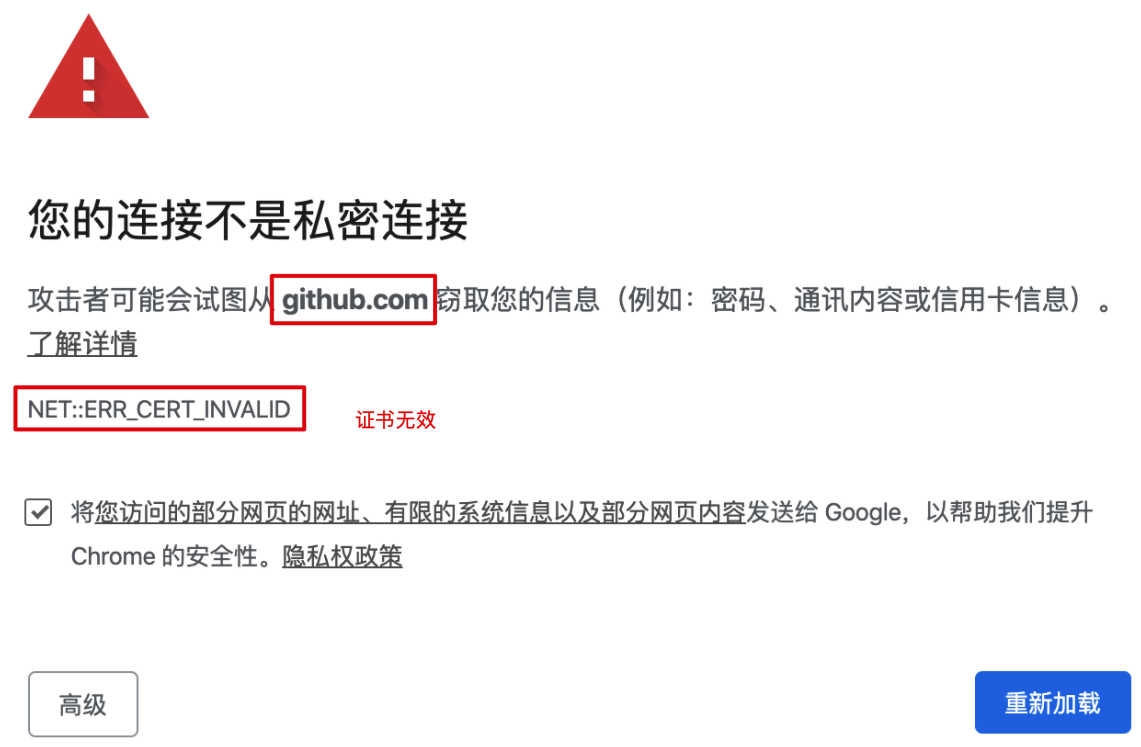 您的连接不是私密连接
攻击者可能会试图从 github.com 窃取您的信息（例如：密码、通讯内容或信用卡信息）。
了解详情
NET::ERR_CERT_INVALID
证书无效
将您访问的部分网页的网址、有限的系统信息以及部分网页内容发送给 Google，以帮助我们提升
Chrome 的安全性。隐私权政策
高级
重新加载